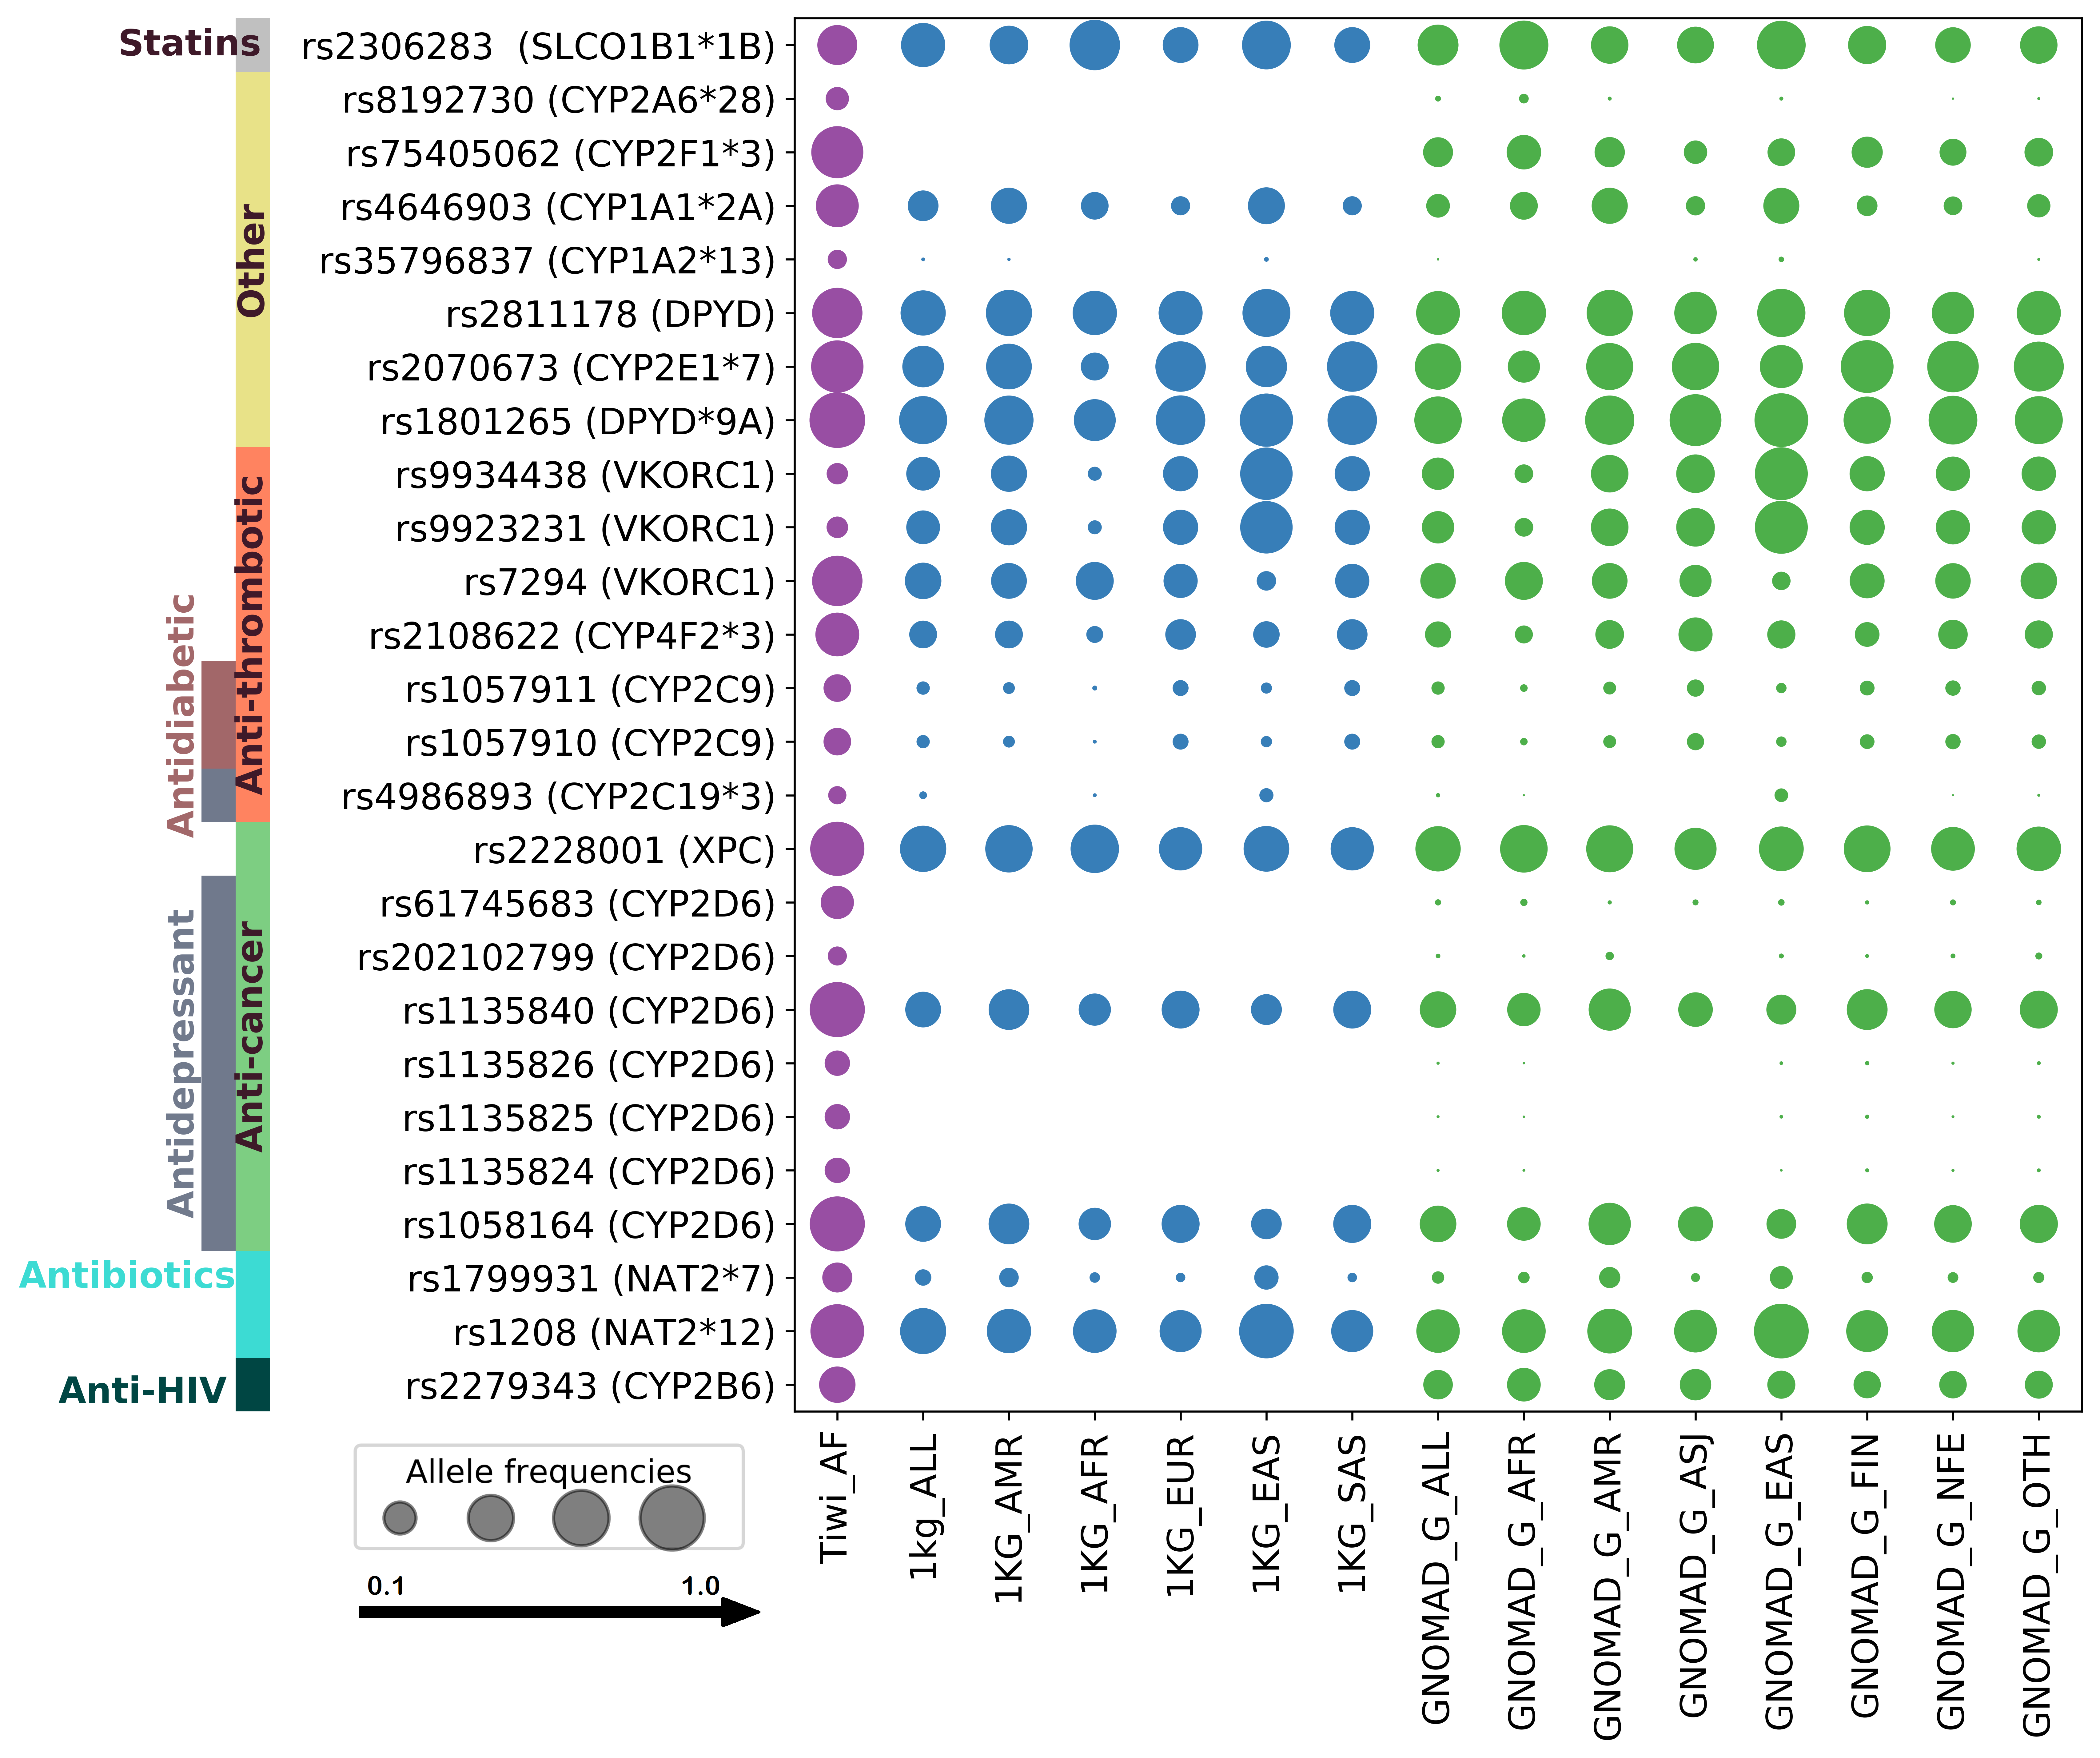 Statins
Other
Anti-thrombotic
Antidiabetic
Anti-cancer
Antidepressant
Antibiotics
Anti-HIV
rs2306283  (SLCO1B1*1B)
rs8192730 (CYP2A6*28)
rs75405062 (CYP2F1*3)
rs4646903 (CYP1A1*2A)
rs35796837 (CYP1A2*13)
rs2811178 (DPYD)
rs2070673 (CYP2E1*7)
rs1801265 (DPYD*9A)
rs9934438 (VKORC1)
rs9923231 (VKORC1)
rs7294 (VKORC1)
rs2108622 (CYP4F2*3)
rs1057911 (CYP2C9)
rs1057910 (CYP2C9)
rs4986893 (CYP2C19*3)
rs2228001 (XPC)
rs61745683 (CYP2D6)
rs202102799 (CYP2D6)
rs1135840 (CYP2D6)
rs1135826 (CYP2D6)
rs1135825 (CYP2D6)
rs1135824 (CYP2D6)
rs1058164 (CYP2D6)
rs1799931 (NAT2*7)
rs1208 (NAT2*12)
rs2279343 (CYP2B6)
Tiwi_AF
1kg_ALL
1KG_AMR
1KG_AFR
1KG_EUR
1KG_EAS
1KG_SAS
GNOMAD_G_ALL
GNOMAD_G_AFR
GNOMAD_G_AMR
GNOMAD_G_ASJ
GNOMAD_G_EAS
GNOMAD_G_FIN
GNOMAD_G_NFE
GNOMAD_G_OTH
Allele frequencies
0.1 1.0